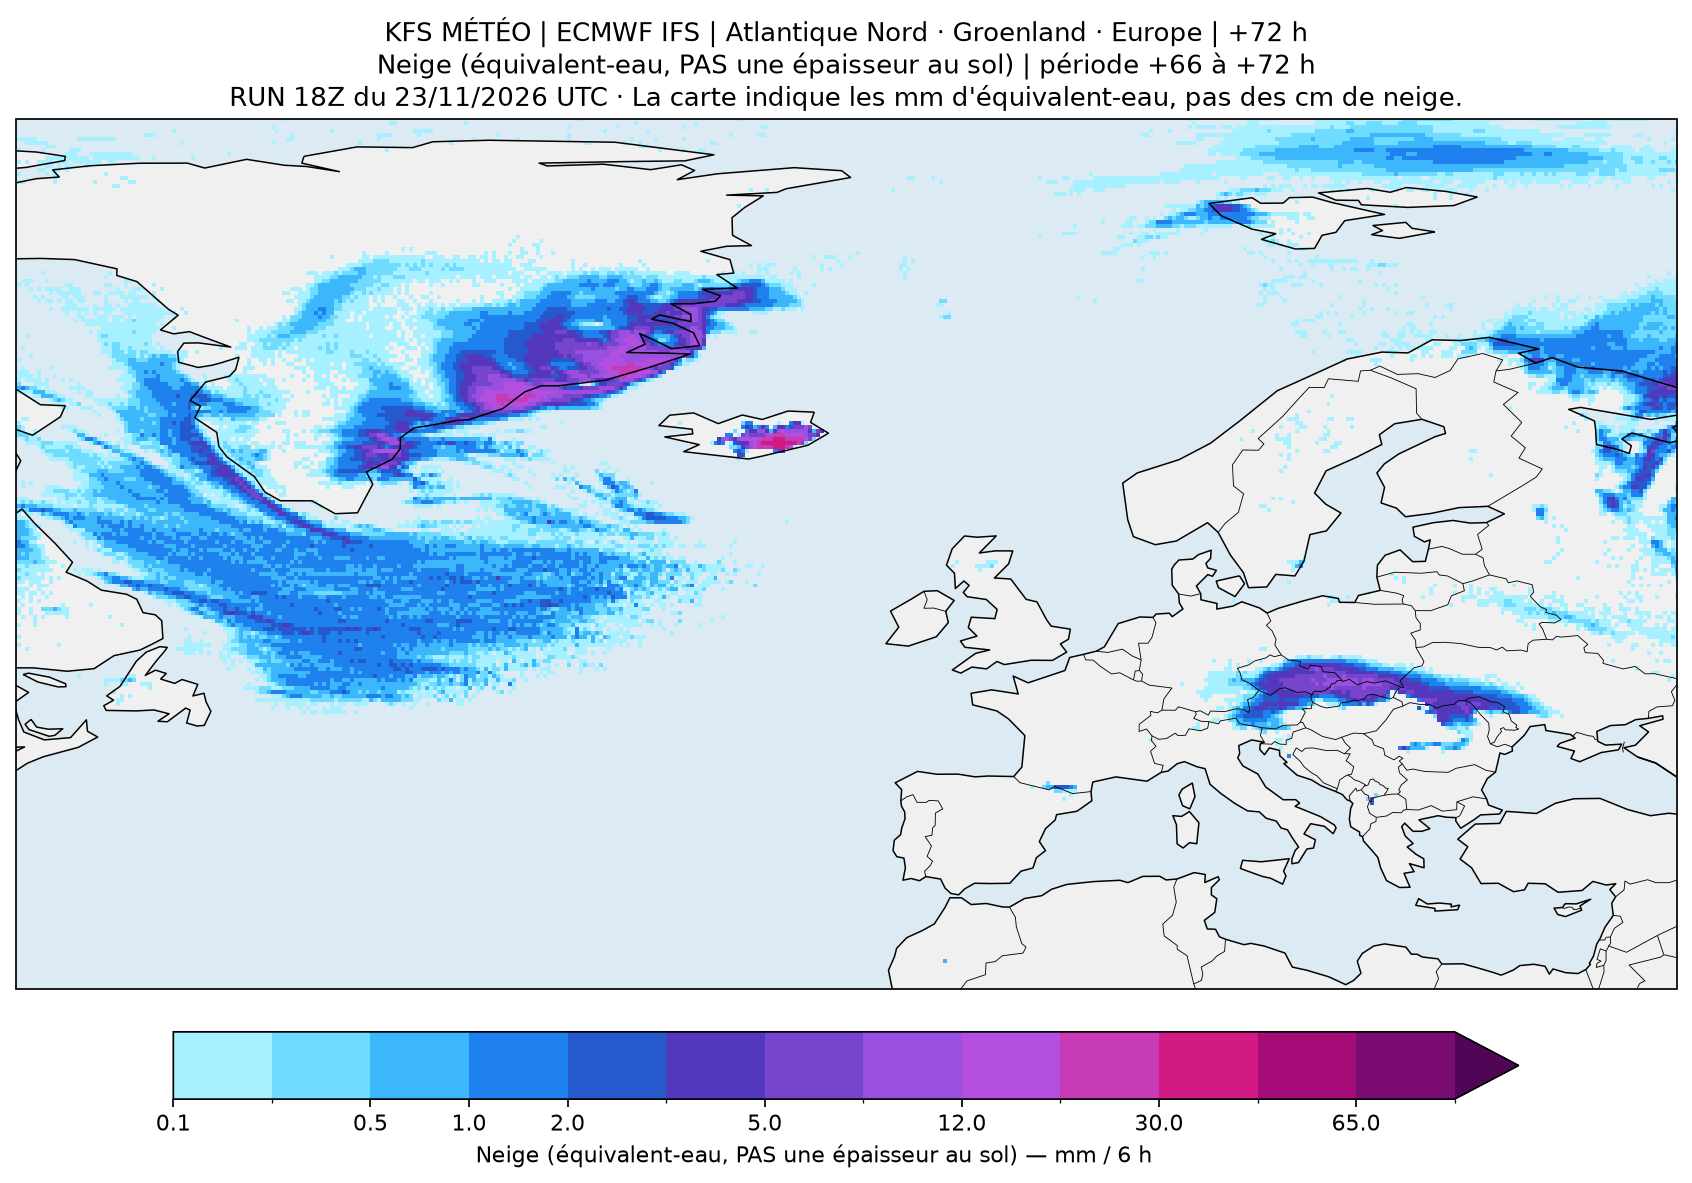 KFS MÉTÉO | ECMWF IFS | Atlantique Nord · Groenland · Europe | +72 h
Neige (équivalent-eau, PAS une épaisseur au sol) | période +66 à +72 h
RUN 18Z du 23/11/2026 UTC · La carte indique les mm d'équivalent-eau, pas des cm de neige.
0.1 0.5 1.0 2.0 5.0 12.0 30.0 65.0
Neige (équivalent-eau, PAS une épaisseur au sol) — mm / 6 h